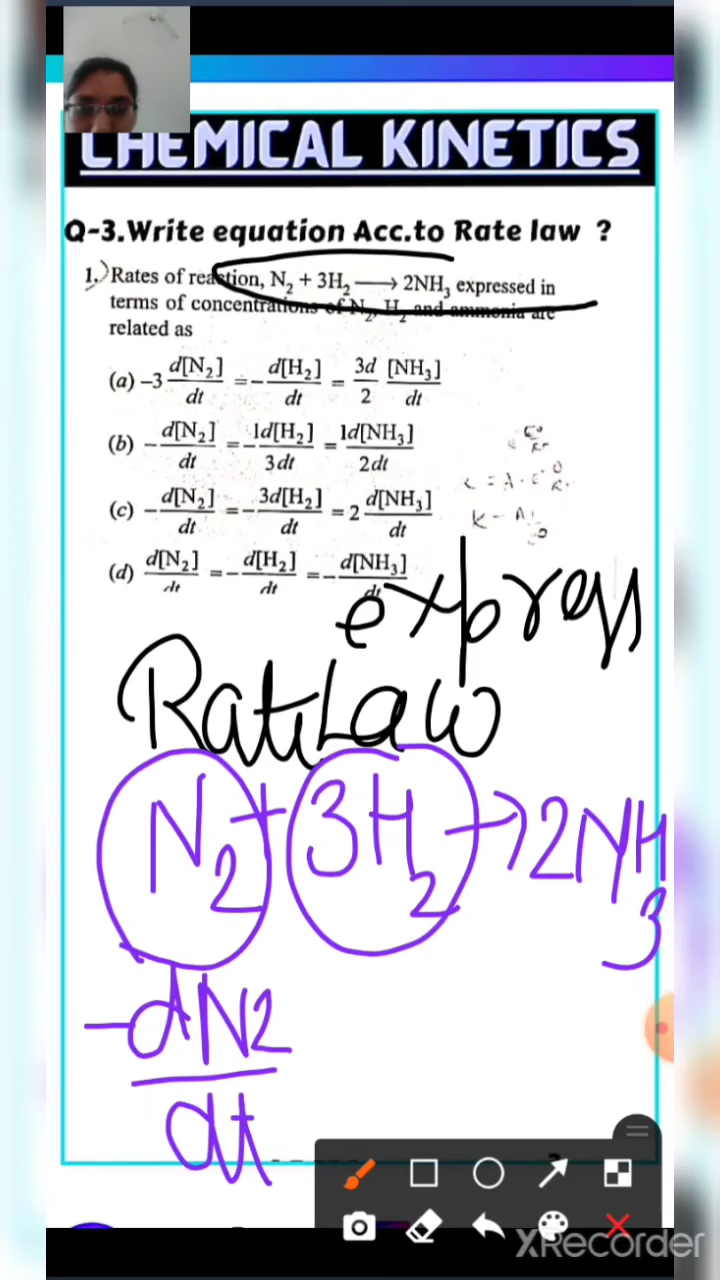 CHEMICAL KINETICS
Q-3.Write equation Acc.to Rate law ?
1. Rates of reaction, N₂ + 3H₂ ⟶ 2NH₃ expressed in
terms of concentrations of N₂, H₂ and ammonia are
related as
(a) –3 d[N₂]/dt = – d[H₂]/dt = 3d/2 [NH₃]/dt
(b) – d[N₂]/dt = – 1d[H₂]/3dt = 1d[NH₃]/2dt
(c) – d[N₂]/dt = – 3d[H₂]/dt = 2 d[NH₃]/dt
(d) d[N₂]/dt = – d[H₂]/dt = – d[NH₃]/dt
express
Rate Law
N₂ + 3H₂ → 2NH₃
–dN2/dt
XRecorder